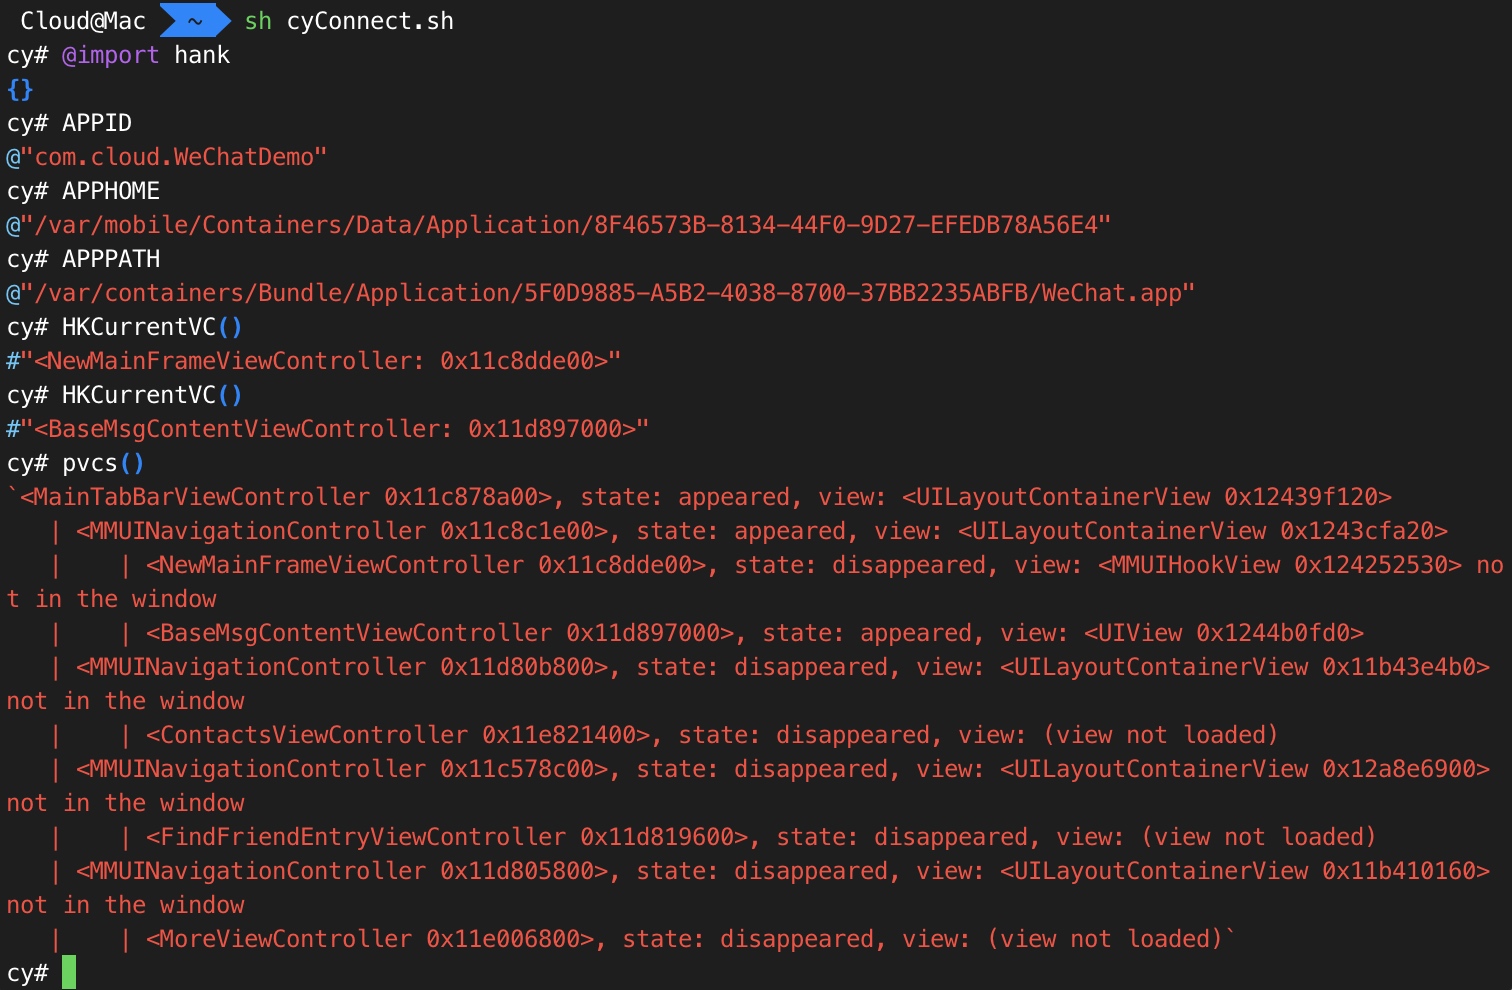 Cloud@Mac ~ sh cyConnect.sh
cy# @import hank
{}
cy# APPID
@"com.cloud.WeChatDemo"
cy# APPHOME
@"/var/mobile/Containers/Data/Application/8F46573B-8134-44F0-9D27-EFEDB78A56E4"
cy# APPPATH
@"/var/containers/Bundle/Application/5F0D9885-A5B2-4038-8700-37BB2235ABFB/WeChat.app"
cy# HKCurrentVC()
#"<NewMainFrameViewController: 0x11c8dde00>"
cy# HKCurrentVC()
#"<BaseMsgContentViewController: 0x11d897000>"
cy# pvcs()
`<MainTabBarViewController 0x11c878a00>, state: appeared, view: <UILayoutContainerView 0x12439f120>
   | <MMUINavigationController 0x11c8c1e00>, state: appeared, view: <UILayoutContainerView 0x1243cfa20>
   |    | <NewMainFrameViewController 0x11c8dde00>, state: disappeared, view: <MMUIHookView 0x124252530> no
t in the window
   |    | <BaseMsgContentViewController 0x11d897000>, state: appeared, view: <UIView 0x1244b0fd0>
   | <MMUINavigationController 0x11d80b800>, state: disappeared, view: <UILayoutContainerView 0x11b43e4b0>
not in the window
   |    | <ContactsViewController 0x11e821400>, state: disappeared, view: (view not loaded)
   | <MMUINavigationController 0x11c578c00>, state: disappeared, view: <UILayoutContainerView 0x12a8e6900>
not in the window
   |    | <FindFriendEntryViewController 0x11d819600>, state: disappeared, view: (view not loaded)
   | <MMUINavigationController 0x11d805800>, state: disappeared, view: <UILayoutContainerView 0x11b410160>
not in the window
   |    | <MoreViewController 0x11e006800>, state: disappeared, view: (view not loaded)`
cy#